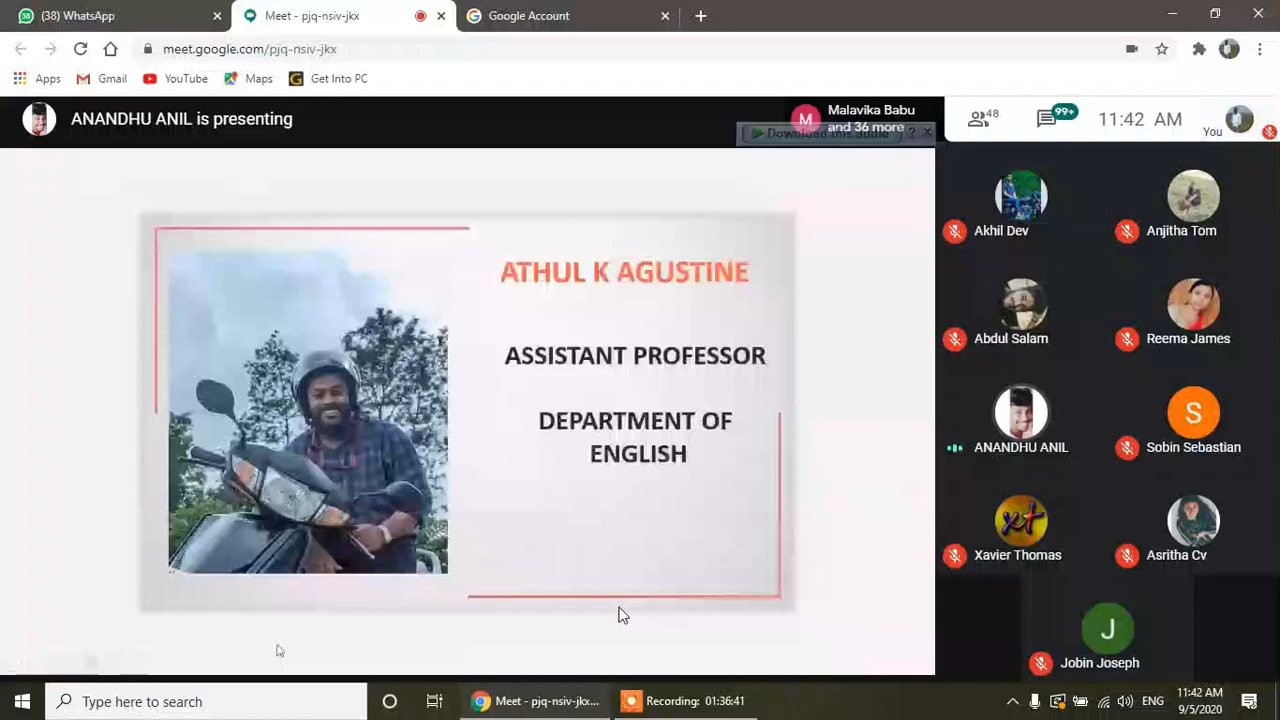 (38) WhatsApp
Meet - pjq-nsiv-jkx
Google Account
meet.google.com/pjq-nsiv-jkx
Apps
Gmail
YouTube
Maps
G
Get Into PC
ANANDHU ANIL is presenting
M
Malavika Babu
and 36 more
Download this audio
?
48
99+
11:42 AM
You
ATHUL K AGUSTINE
ASSISTANT PROFESSOR
DEPARTMENT OF
ENGLISH
Akhil Dev
Anjitha Tom
Abdul Salam
Reema James
ANANDHU ANIL
S
Sobin Sebastian
xt
Xavier Thomas
Asritha Cv
J
Jobin Joseph
Type here to search
Meet - pjq-nsiv-jkx...
Recording: 01:36:41
ENG
11:42 AM
9/5/2020